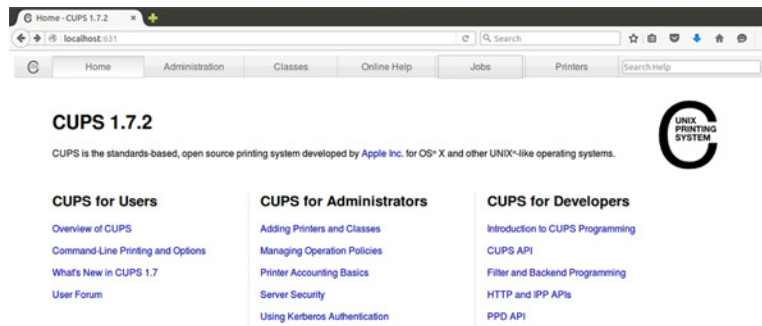 Home - CUPS 1.7.2
localhost:631
Search
Home Administration Classes Online Help Jobs Printers Search Help
CUPS 1.7.2
CUPS is the standards-based, open source printing system developed by Apple Inc. for OS® X and other UNIX®-like operating systems.
UNIX
PRINTING
SYSTEM
CUPS for Users
Overview of CUPS
Command-Line Printing and Options
What's New in CUPS 1.7
User Forum
CUPS for Administrators
Adding Printers and Classes
Managing Operation Policies
Printer Accounting Basics
Server Security
Using Kerberos Authentication
CUPS for Developers
Introduction to CUPS Programming
CUPS API
Filter and Backend Programming
HTTP and IPP APIs
PPD API